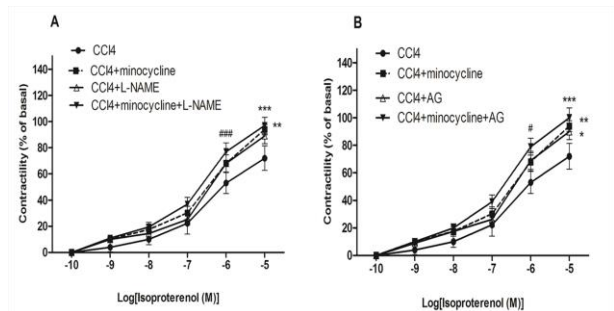 A
CCl4
CCl4+minocycline
CCl4+L-NAME
CCl4+minocycline+L-NAME
Contractility (% of basal)
140
120
100
80
60
40
20
0
###
***
**
-10 -9 -8 -7 -6 -5
Log[Isoproterenol (M)]
B
CCl4
CCl4+minocycline
CCl4+AG
CCl4+minocycline+AG
Contractility (% of basal)
140
120
100
80
60
40
20
0
#
***
**
*
-10 -9 -8 -7 -6 -5
Log[Isoproterenol (M)]